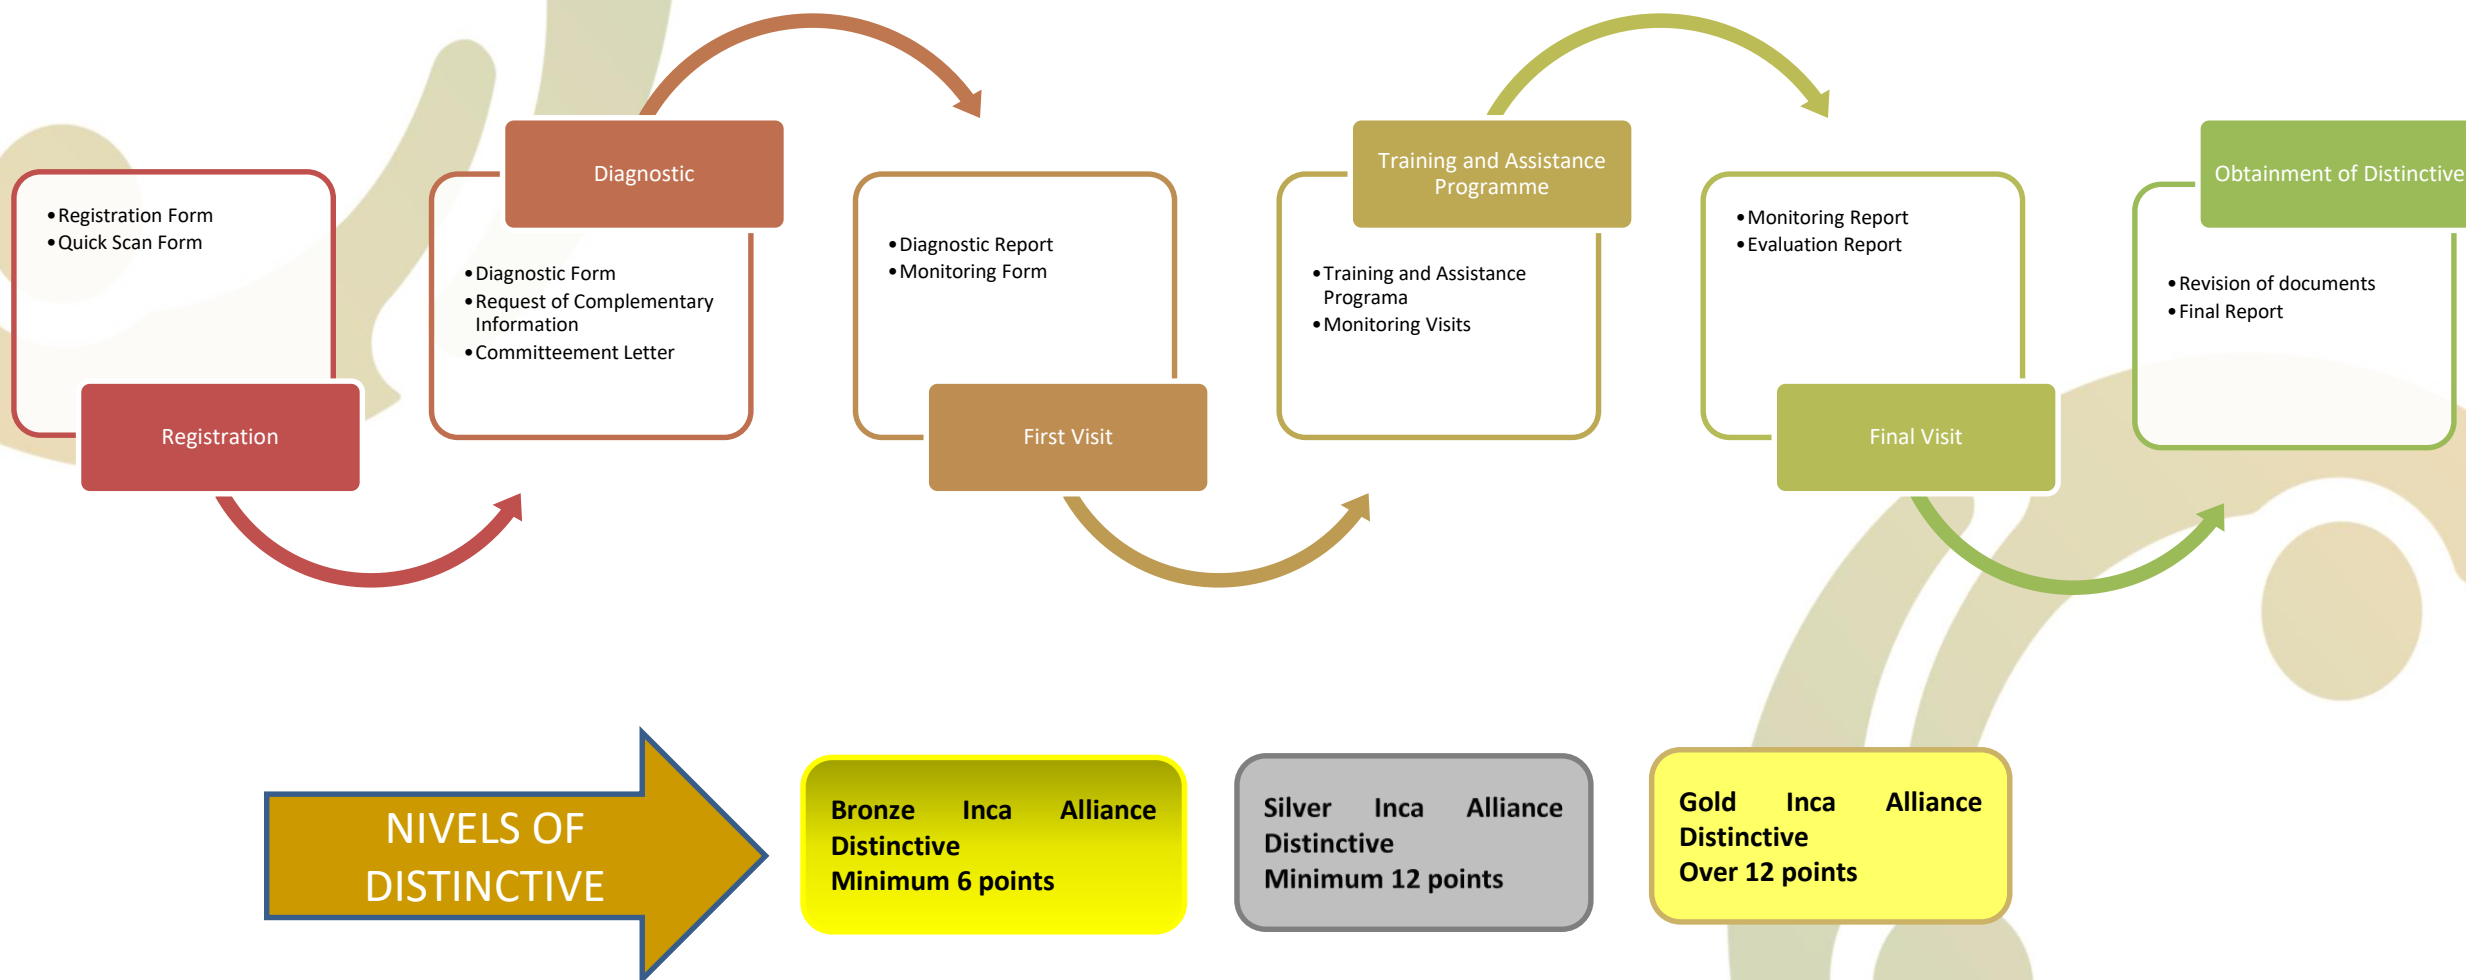 •Registration Form
•Quick Scan Form
Registration
Diagnostic
•Diagnostic Form
•Request of Complementary
Information
•Committeement Letter
•Diagnostic Report
•Monitoring Form
First Visit
Training and Assistance
Programme
•Training and Assistance
Programa
•Monitoring Visits
•Monitoring Report
•Evaluation Report
Final Visit
Obtainment of Distinctive
•Revision of documents
•Final Report
NIVELS OF
DISTINCTIVE
Bronze Inca Alliance
Distinctive
Minimum 6 points
Silver Inca Alliance
Distinctive
Minimum 12 points
Gold Inca Alliance
Distinctive
Over 12 points